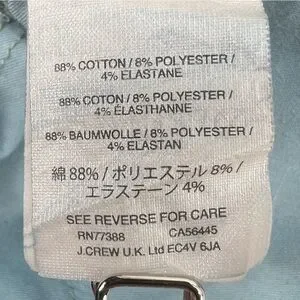 88% COTTON / 8% POLYESTER /
4% ELASTANE
88% COTON / 8% POLYESTER /
4% ELASTHANNE
88% BAUMWOLLE / 8% POLYESTER /
4% ELASTAN
綿 88% / ポリエステル 8% /
エラステーン 4%
SEE REVERSE FOR CARE
RN77388 CA56445
J.CREW U.K. Ltd EC4V 6JA